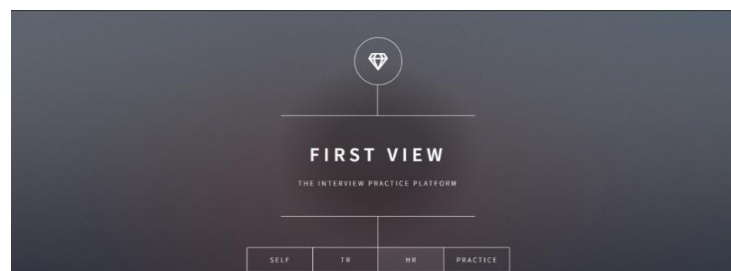 FIRST VIEW
THE INTERVIEW PRACTICE PLATFORM
SELF TR HR PRACTICE